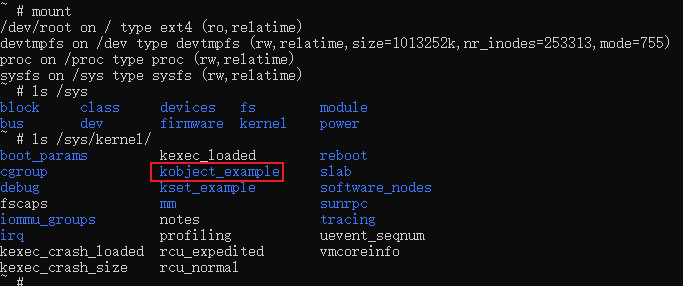 ~ # mount
/dev/root on / type ext4 (ro,relatime)
devtmpfs on /dev type devtmpfs (rw,relatime,size=1013252k,nr_inodes=253313,mode=755)
proc on /proc type proc (rw,relatime)
sysfs on /sys type sysfs (rw,relatime)
~ # ls /sys
block class devices fs module
bus dev firmware kernel power
~ # ls /sys/kernel/
boot_params kexec_loaded reboot
cgroup kobject_example slab
debug kset_example software_nodes
fscaps mm sunrpc
iommu_groups notes tracing
irq profiling uevent_seqnum
kexec_crash_loaded rcu_expedited vmcoreinfo
kexec_crash_size rcu_normal
~ #